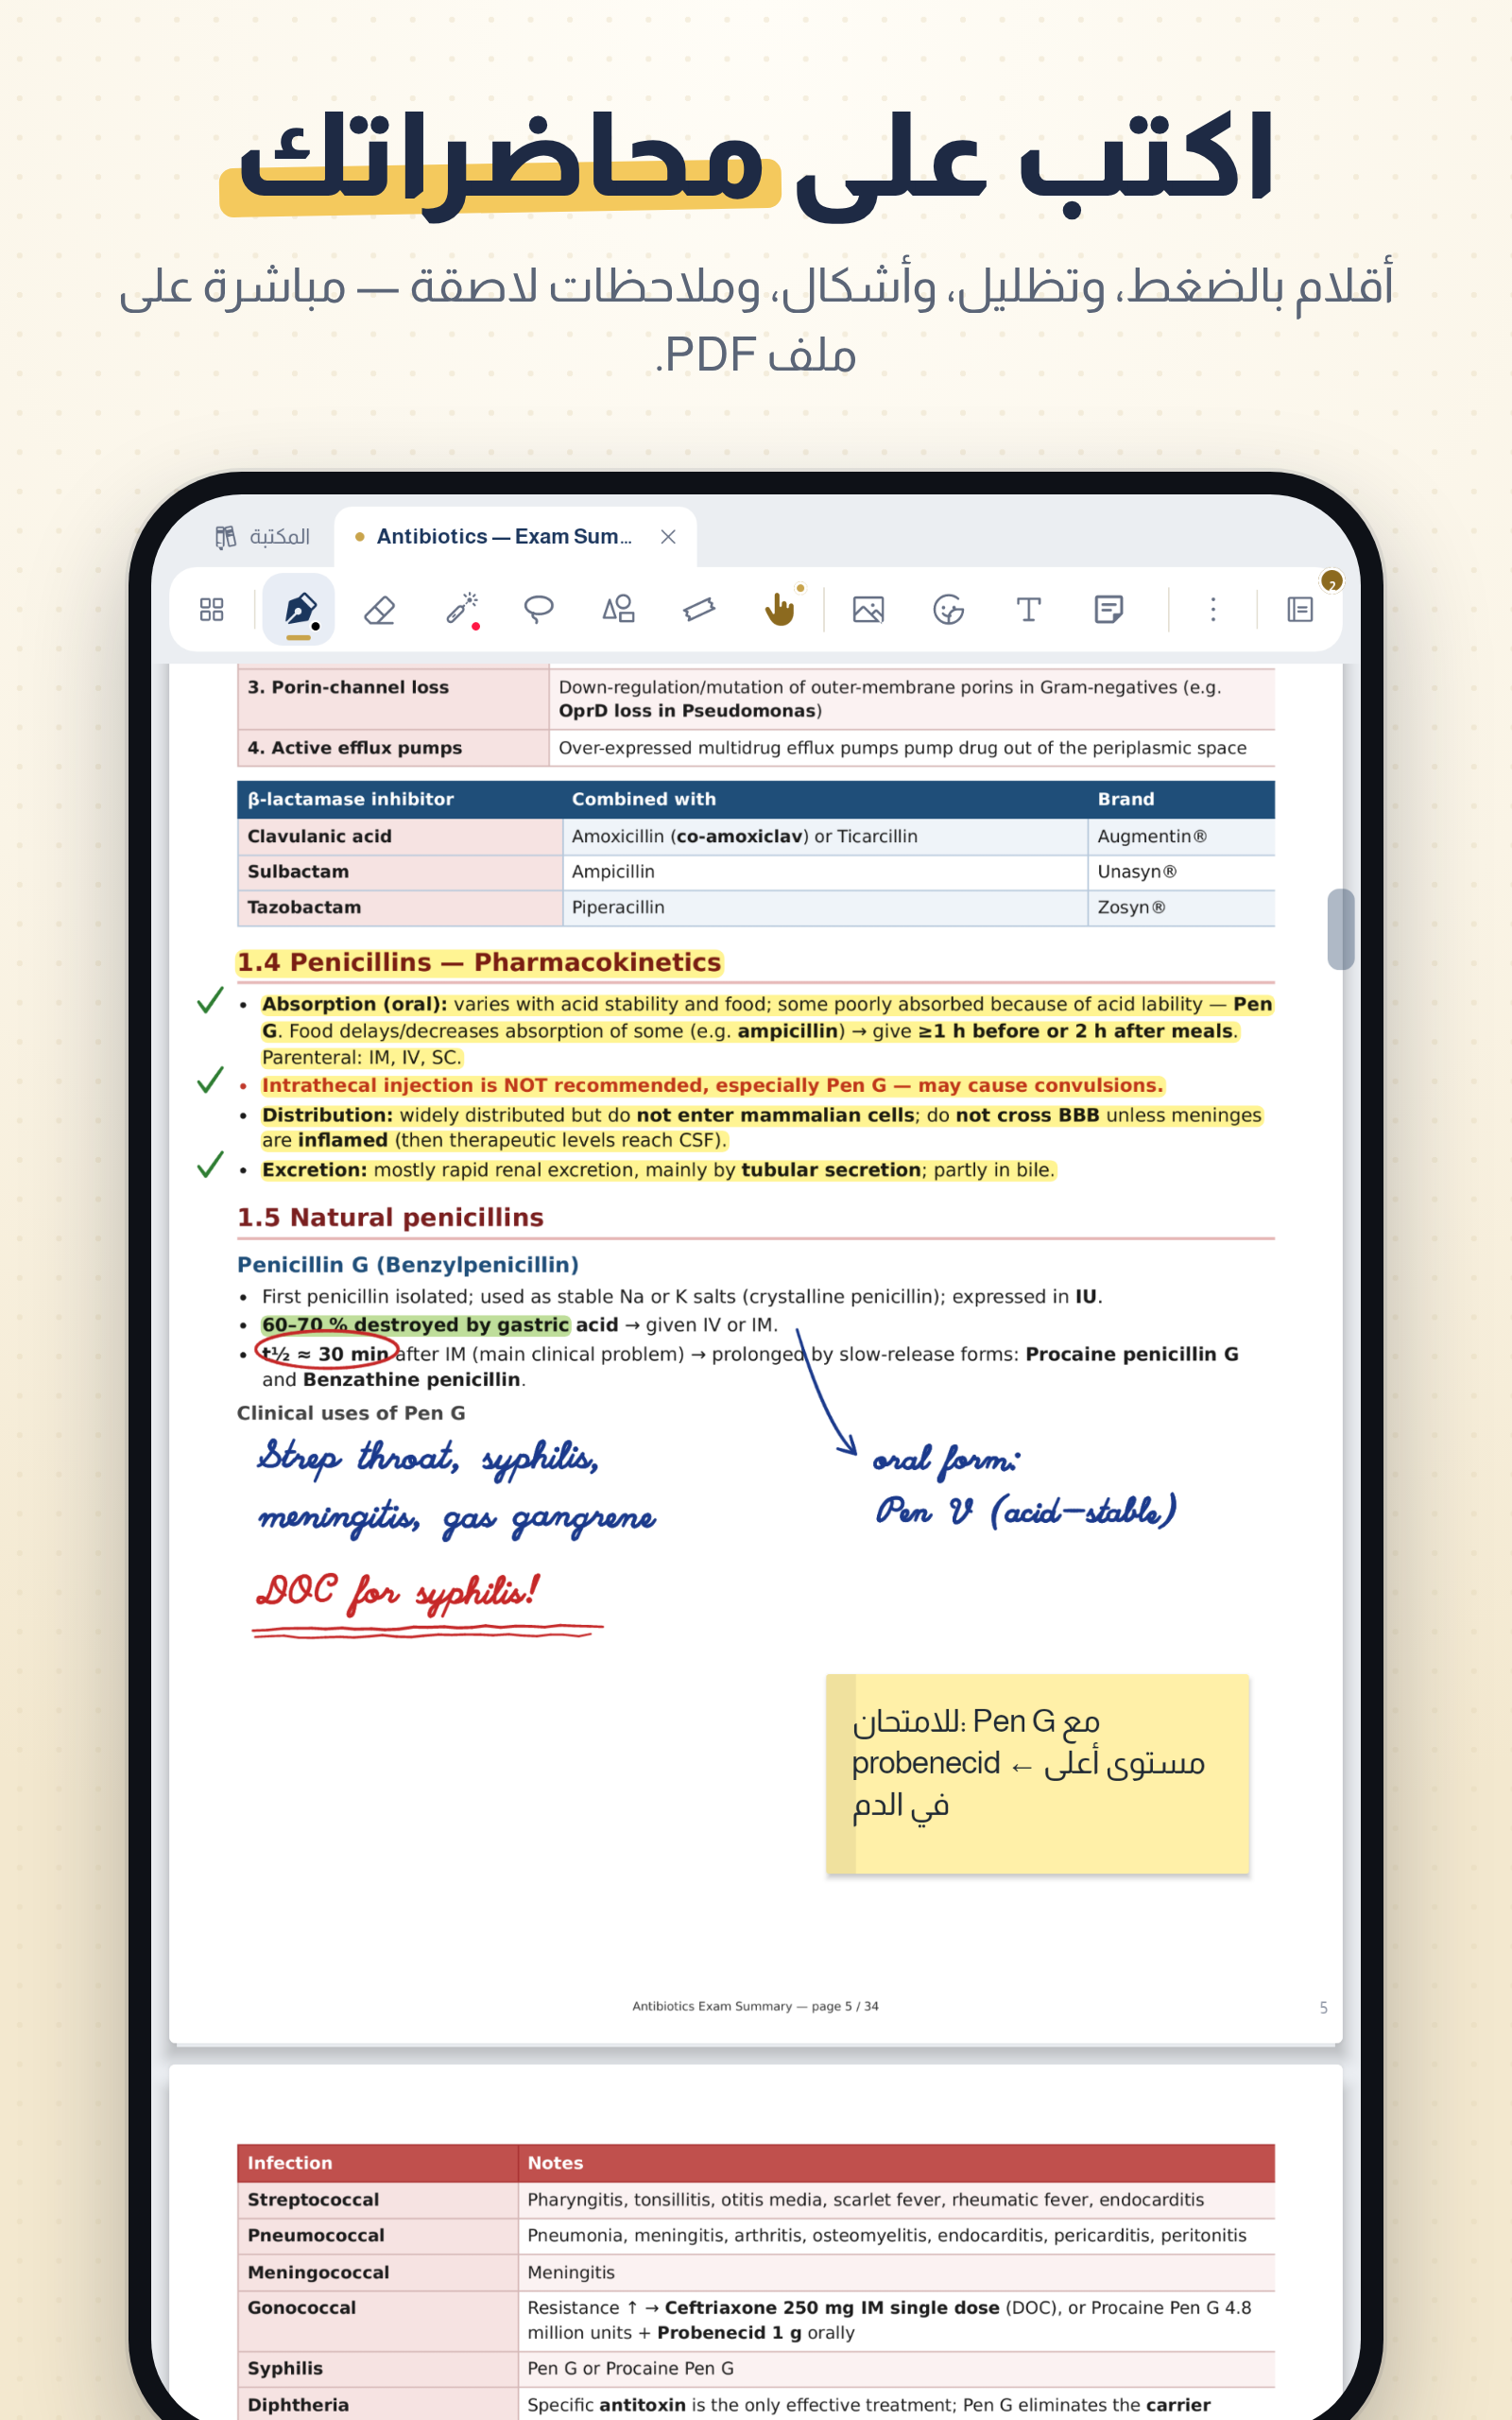 اكتب على محاضراتك
أقلام بالضغط، وتظليل، وأشكال، وملاحظات لاصقة — مباشرة على
ملف PDF.
المكتبة
Antibiotics — Exam Sum...
3. Porin-channel loss Down-regulation/mutation of outer-membrane porins in Gram-negatives (e.g.
OprD loss in Pseudomonas)
4. Active efflux pumps Over-expressed multidrug efflux pumps pump drug out of the periplasmic space
β-lactamase inhibitor Combined with Brand
Clavulanic acid Amoxicillin (co-amoxiclav) or Ticarcillin Augmentin®
Sulbactam Ampicillin Unasyn®
Tazobactam Piperacillin Zosyn®
1.4 Penicillins — Pharmacokinetics
• Absorption (oral): varies with acid stability and food; some poorly absorbed because of acid lability — Pen
G. Food delays/decreases absorption of some (e.g. ampicillin) → give ≥1 h before or 2 h after meals.
Parenteral: IM, IV, SC.
• Intrathecal injection is NOT recommended, especially Pen G — may cause convulsions.
• Distribution: widely distributed but do not enter mammalian cells; do not cross BBB unless meninges
are inflamed (then therapeutic levels reach CSF).
• Excretion: mostly rapid renal excretion, mainly by tubular secretion; partly in bile.
1.5 Natural penicillins
Penicillin G (Benzylpenicillin)
• First penicillin isolated; used as stable Na or K salts (crystalline penicillin); expressed in IU.
• 60–70 % destroyed by gastric acid → given IV or IM.
• t½ ≈ 30 min after IM (main clinical problem) → prolonged by slow-release forms: Procaine penicillin G
and Benzathine penicillin.
Clinical uses of Pen G
Strep throat, syphilis,
meningitis, gas gangrene
oral form:
Pen V (acid-stable)
DOC for syphilis!
للامتحان: Pen G مع
probenecid ← مستوى أعلى
في الدم
Antibiotics Exam Summary — page 5 / 34
5
Infection Notes
Streptococcal Pharyngitis, tonsillitis, otitis media, scarlet fever, rheumatic fever, endocarditis
Pneumococcal Pneumonia, meningitis, arthritis, osteomyelitis, endocarditis, pericarditis, peritonitis
Meningococcal Meningitis
Gonococcal Resistance ↑ → Ceftriaxone 250 mg IM single dose (DOC), or Procaine Pen G 4.8
million units + Probenecid 1 g orally
Syphilis Pen G or Procaine Pen G
Diphtheria Specific antitoxin is the only effective treatment; Pen G eliminates the carrier